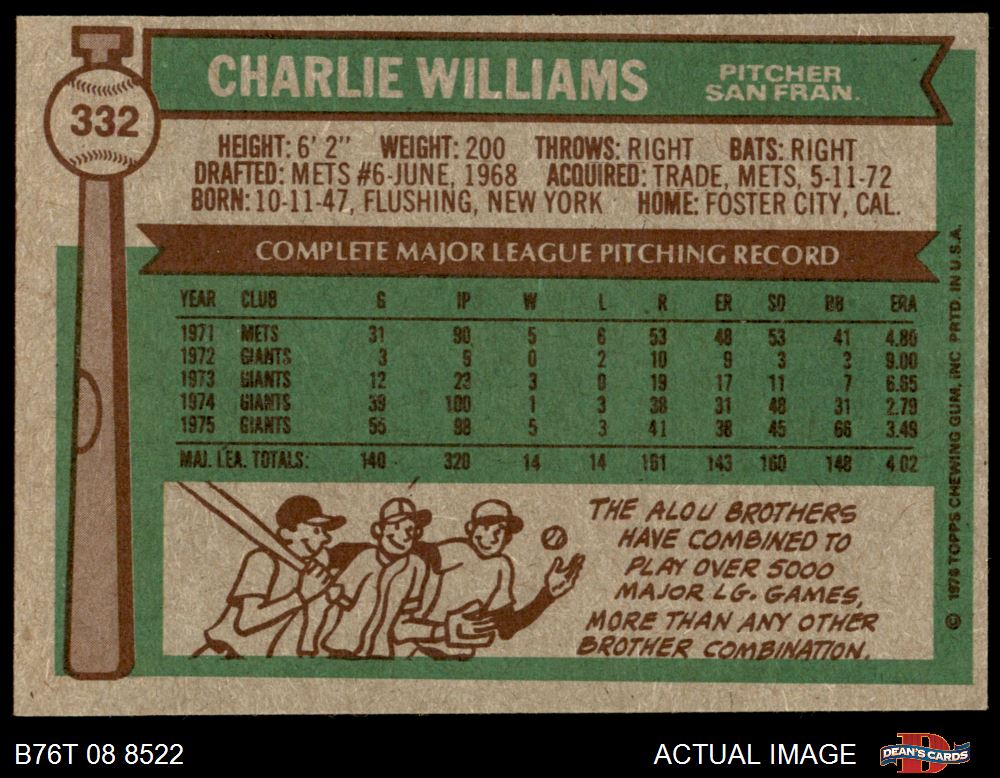 332
CHARLIE WILLIAMS
PITCHER
SAN FRAN.
HEIGHT: 6' 2" WEIGHT: 200 THROWS: RIGHT BATS: RIGHT
DRAFTED: METS #6-JUNE, 1968 ACQUIRED: TRADE, METS, 5-11-72
BORN: 10-11-47, FLUSHING, NEW YORK HOME: FOSTER CITY, CAL.
COMPLETE MAJOR LEAGUE PITCHING RECORD
YEAR CLUB G IP W L R ER SO BB ERA
1971 METS 31 90 5 6 53 48 53 41 4.80
1972 GIANTS 3 9 0 2 10 9 3 3 9.00
1973 GIANTS 12 23 3 0 19 17 11 7 6.65
1974 GIANTS 39 100 1 3 38 31 48 31 2.79
1975 GIANTS 55 98 5 3 41 38 45 66 3.49
MAJ. LEA. TOTALS: 140 320 14 14 161 143 160 148 4.02
THE ALOU BROTHERS
HAVE COMBINED TO
PLAY OVER 5000
MAJOR LG. GAMES,
MORE THAN ANY OTHER
BROTHER COMBINATION.
© 1976 TOPPS CHEWING GUM, INC. PRTD. IN U.S.A.
B76T 08 8522
ACTUAL IMAGE
DEAN'S CARDS